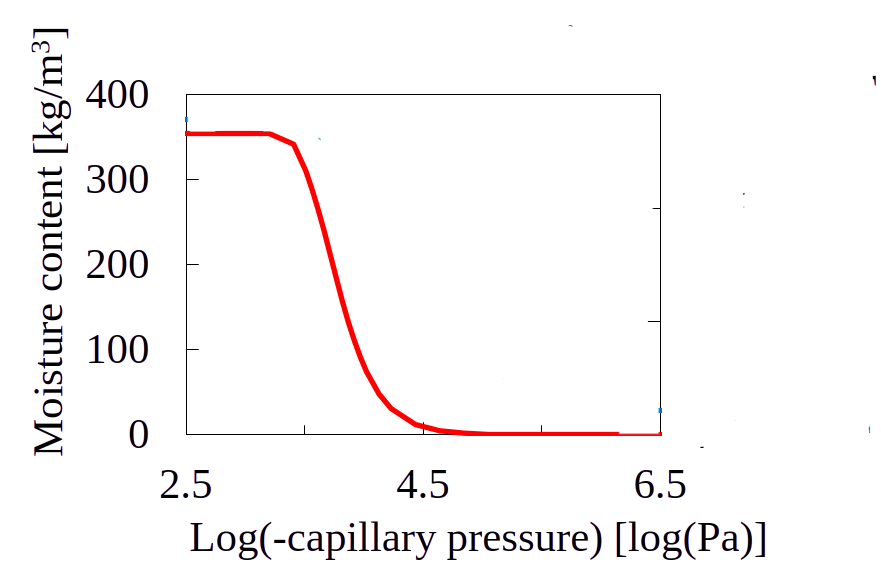 Moisture content [kg/m³]
400
300
200
100
0
2.5 4.5 6.5
Log(-capillary pressure) [log(Pa)]